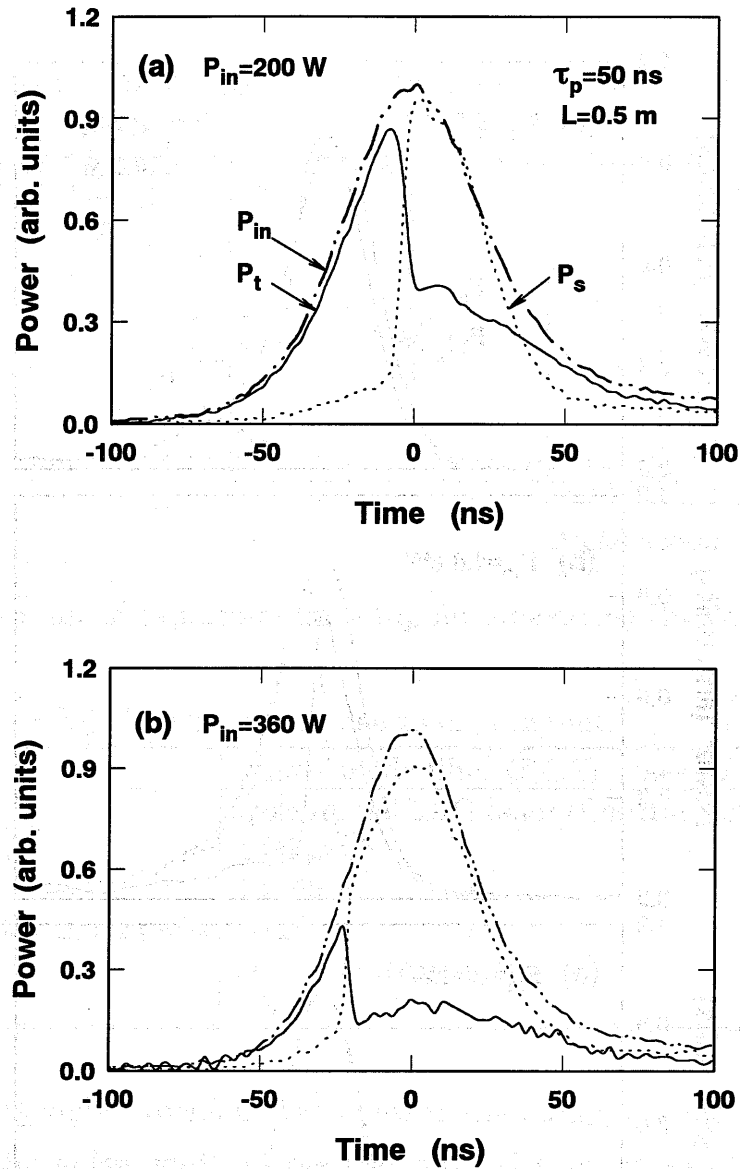 1.2
(a) P_in=200 W
τ_p=50 ns
L=0.5 m
0.9
0.6
0.3
0.0
P_in
P_t
P_s
Power (arb. units)
-100 -50 0 50 100
Time (ns)
1.2
(b) P_in=360 W
0.9
0.6
0.3
0.0
Power (arb. units)
-100 -50 0 50 100
Time (ns)